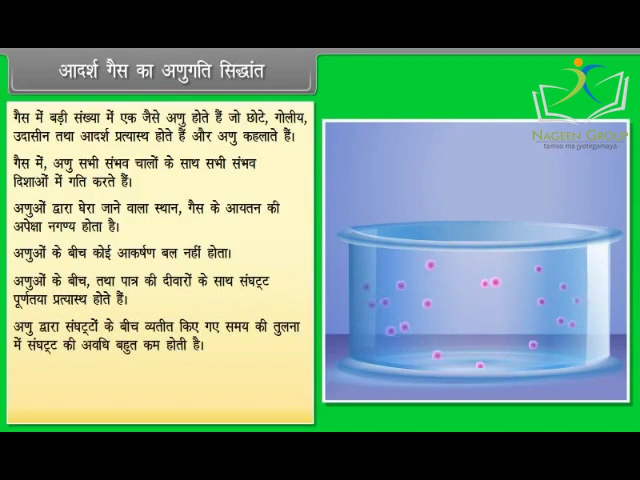 आदर्श गैस का अणुगति सिद्धांत
NAGEEN GROUP
tamso ma jyotirgamaya
गैस में बड़ी संख्या में एक जैसे अणु होते हैं जो छोटे, गोलीय,
उदासीन तथा आदर्श प्रत्यास्थ होते हैं और अणु कहलाते हैं।
गैस में, अणु सभी संभव चालों के साथ सभी संभव
दिशाओं में गति करते हैं।
अणुओं द्वारा घेरा जाने वाला स्थान, गैस के आयतन की
अपेक्षा नगण्य होता है।
अणुओं के बीच कोई आकर्षण बल नहीं होता।
अणुओं के बीच, तथा पात्र की दीवारों के साथ संघट्ट
पूर्णतया प्रत्यास्थ होते हैं।
अणु द्वारा संघट्टों के बीच व्यतीत किए गए समय की तुलना
में संघट्ट की अवधि बहुत कम होती है।